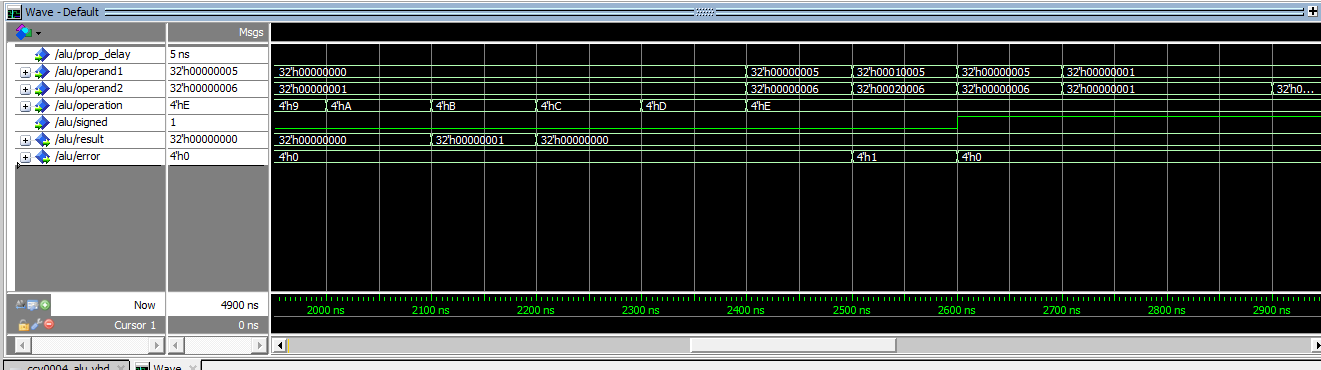 Wave - Default
Msgs
/alu/prop_delay 5 ns
/alu/operand1 32'h00000005 32'h00000000 32'h00000005 32'h00010005 32'h00000005 32'h00000001
/alu/operand2 32'h00000006 32'h00000001 32'h00000006 32'h00020006 32'h00000006 32'h00000001 32'h0...
/alu/operation 4'hE 4'h9 4'hA 4'hB 4'hC 4'hD 4'hE
/alu/signed 1
/alu/result 32'h00000000 32'h00000000 32'h00000001 32'h00000000
/alu/error 4'h0 4'h0 4'h1 4'h0
Now 4900 ns 2000 ns 2100 ns 2200 ns 2300 ns 2400 ns 2500 ns 2600 ns 2700 ns 2800 ns 2900 ns
Cursor 1 0 ns
ccv0004_alu.vhd Wave